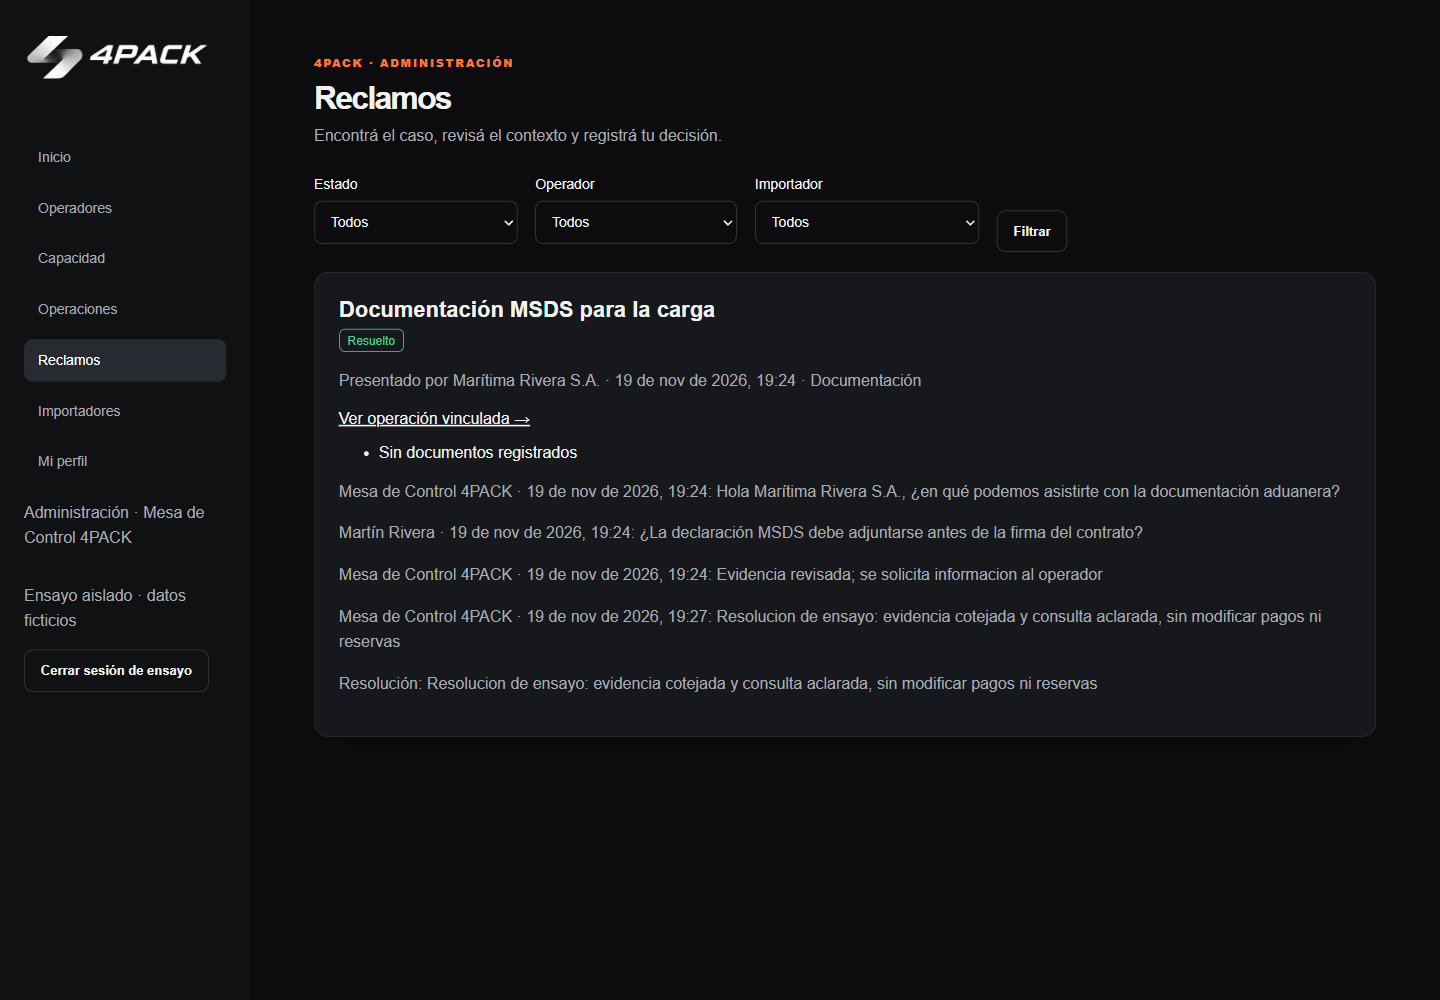 4PACK
Inicio
Operadores
Capacidad
Operaciones
Reclamos
Importadores
Mi perfil
Administración · Mesa de
Control 4PACK
Ensayo aislado · datos
ficticios
Cerrar sesión de ensayo
4PACK · ADMINISTRACIÓN
Reclamos
Encontrá el caso, revisá el contexto y registrá tu decisión.
Estado
Operador
Importador
Todos
Todos
Todos
Filtrar
Documentación MSDS para la carga
Resuelto
Presentado por Marítima Rivera S.A. · 19 de nov de 2026, 19:24 · Documentación
Ver operación vinculada →
• Sin documentos registrados
Mesa de Control 4PACK · 19 de nov de 2026, 19:24: Hola Marítima Rivera S.A., ¿en qué podemos asistirte con la documentación aduanera?
Martín Rivera · 19 de nov de 2026, 19:24: ¿La declaración MSDS debe adjuntarse antes de la firma del contrato?
Mesa de Control 4PACK · 19 de nov de 2026, 19:24: Evidencia revisada; se solicita informacion al operador
Mesa de Control 4PACK · 19 de nov de 2026, 19:27: Resolucion de ensayo: evidencia cotejada y consulta aclarada, sin modificar pagos ni
reservas
Resolución: Resolucion de ensayo: evidencia cotejada y consulta aclarada, sin modificar pagos ni reservas